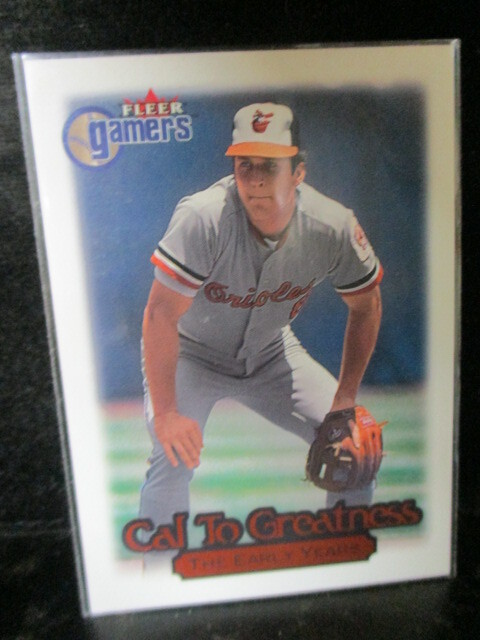 FLEER
gamers
Orioles
Cal To Greatness
THE EARLY YEARS